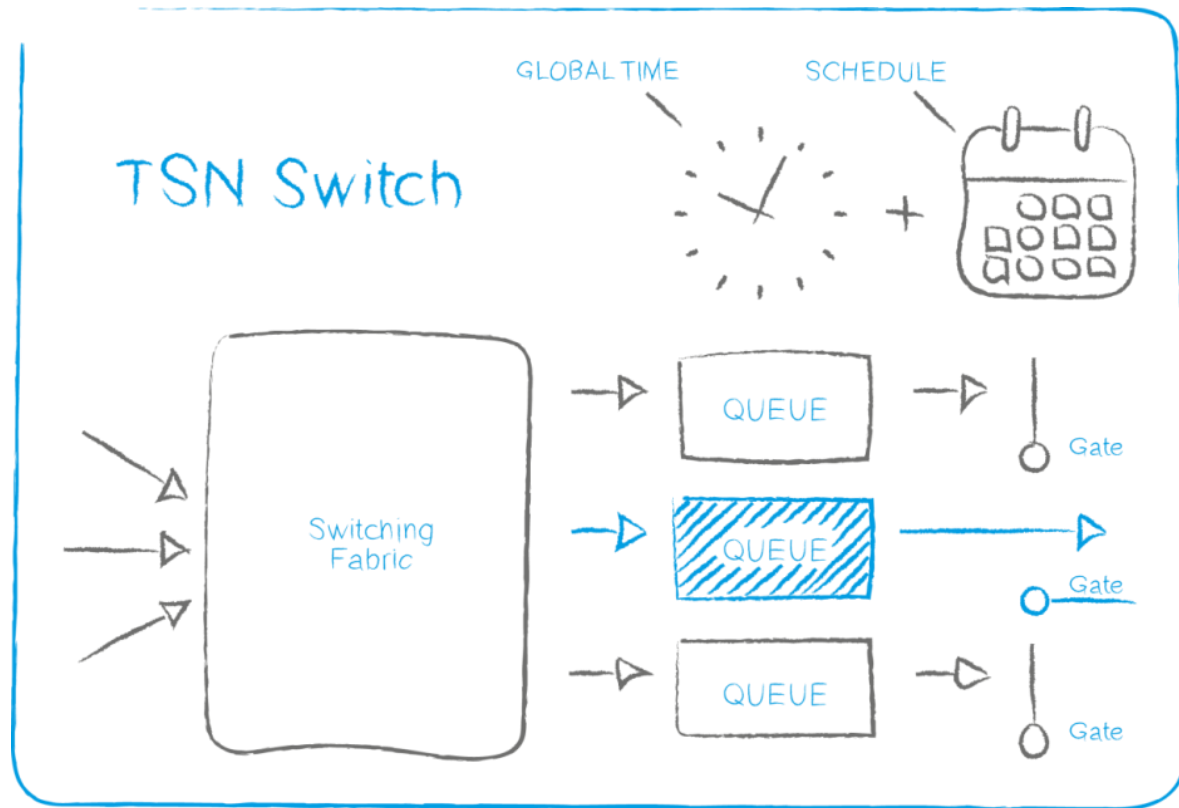 GLOBAL TIME
SCHEDULE
TSN Switch
QUEUE
Gate
Switching
Fabric
QUEUE
Gate
QUEUE
Gate